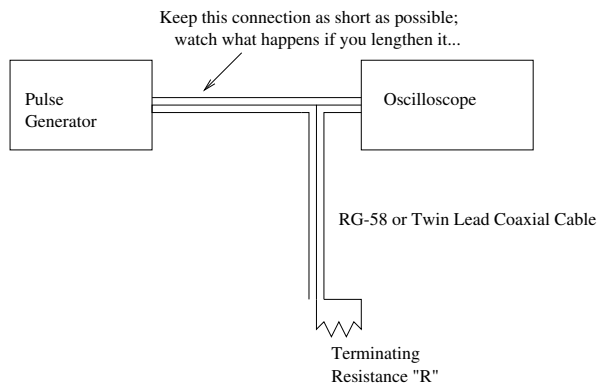 Keep this connection as short as possible;
watch what happens if you lengthen it...
Pulse
Generator
Oscilloscope
RG-58 or Twin Lead Coaxial Cable
Terminating
Resistance "R"